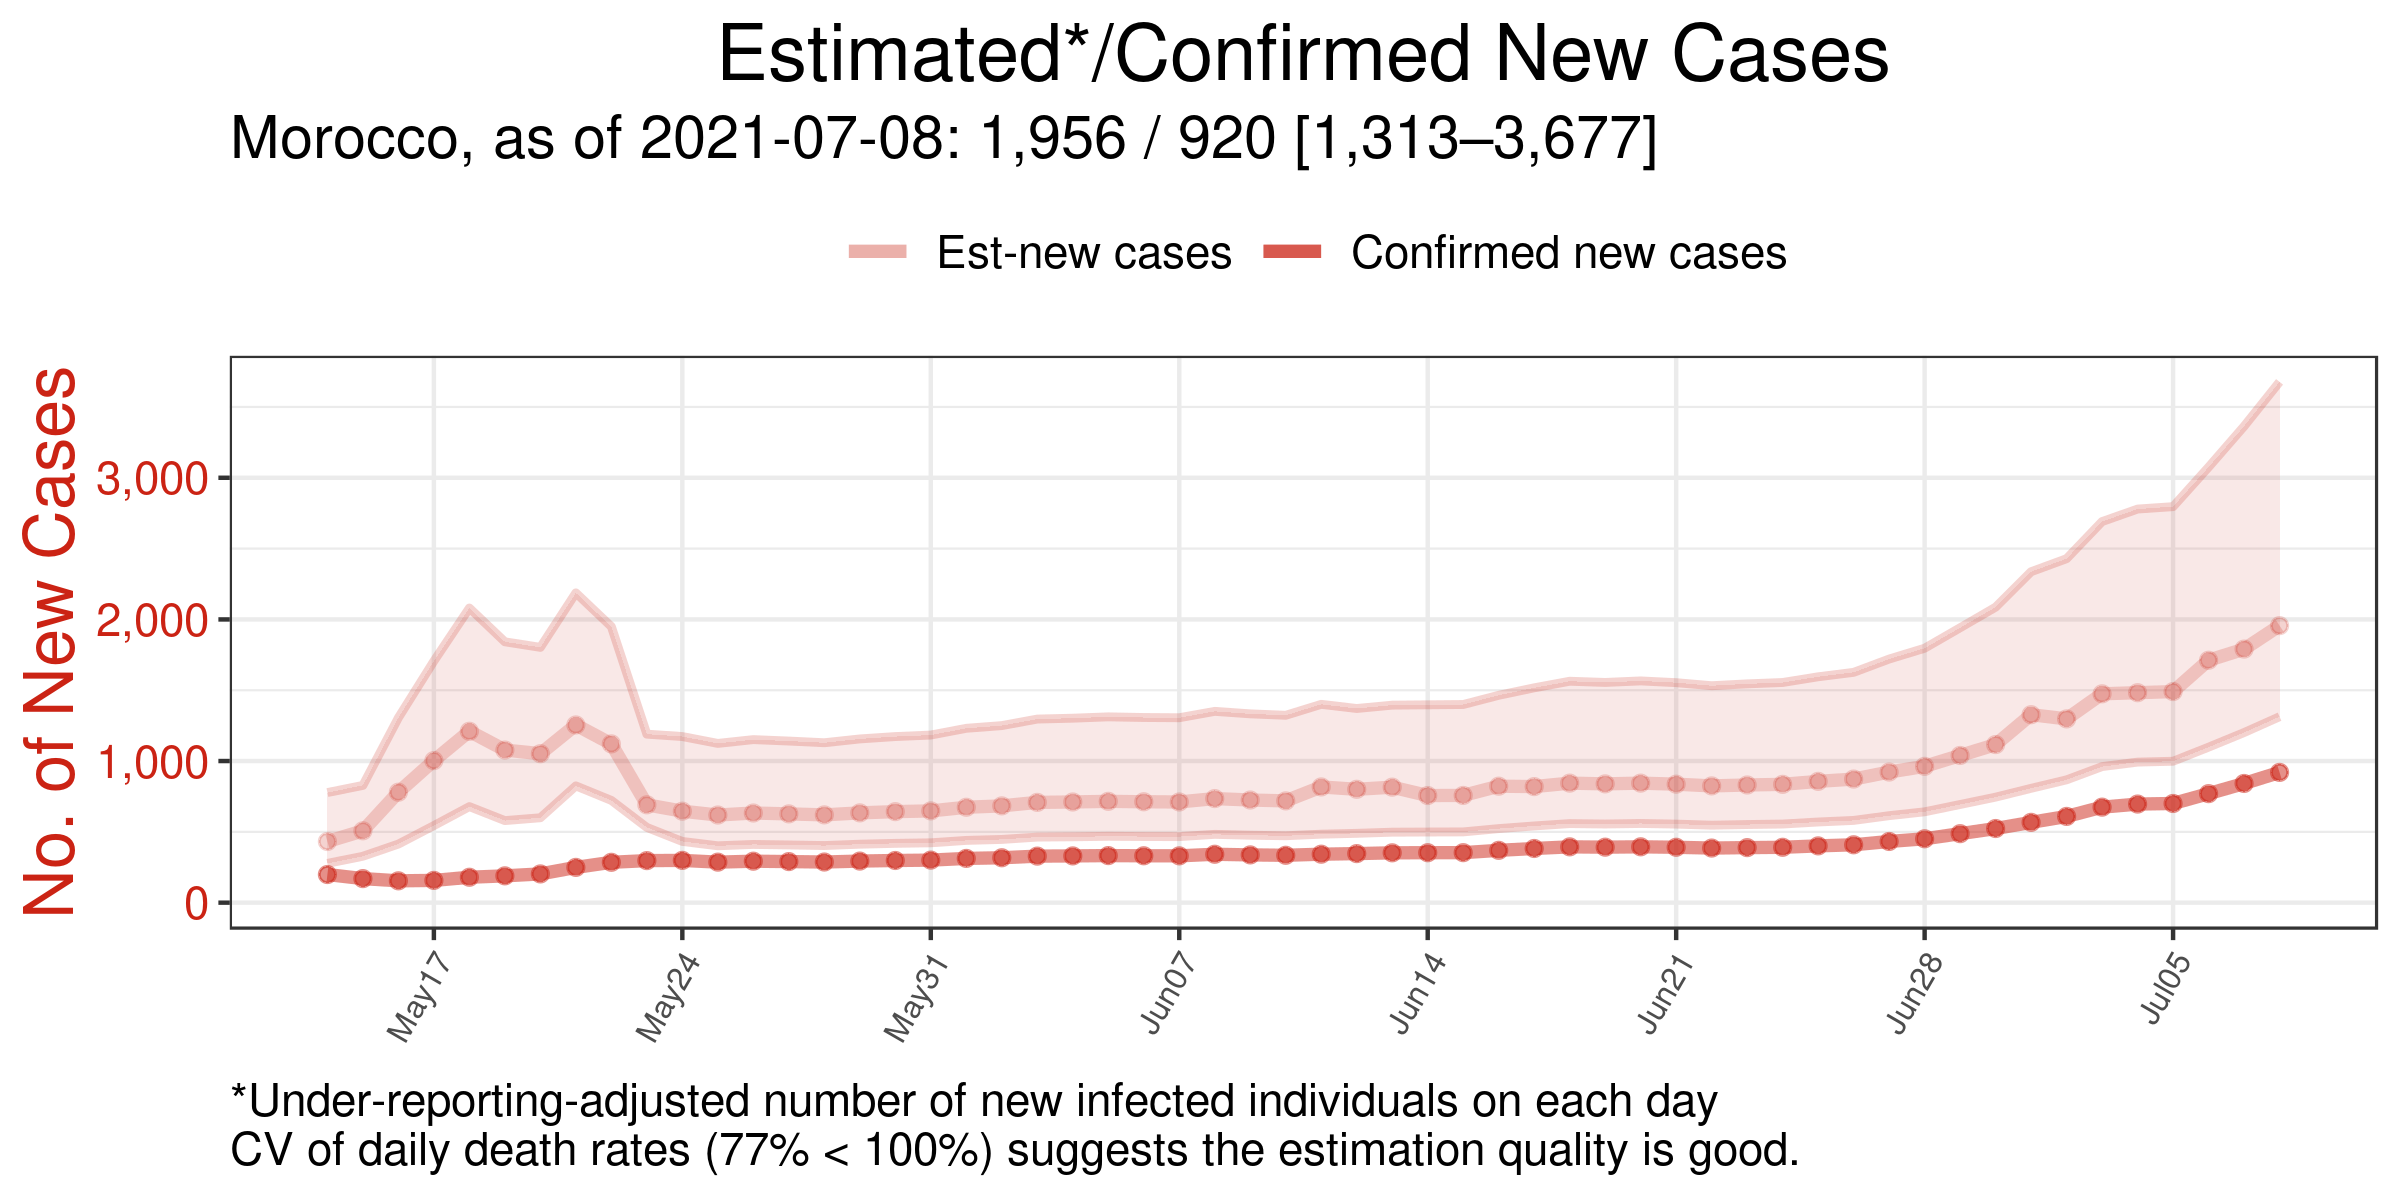 Estimated*/Confirmed New Cases
Morocco, as of 2021-07-08: 1,956 / 920 [1,313–3,677]
Est-new cases
Confirmed new cases
No. of New Cases
3,000
2,000
1,000
0
May17
May24
May31
Jun07
Jun14
Jun21
Jun28
Jul05
*Under-reporting-adjusted number of new infected individuals on each day
CV of daily death rates (77% < 100%) suggests the estimation quality is good.